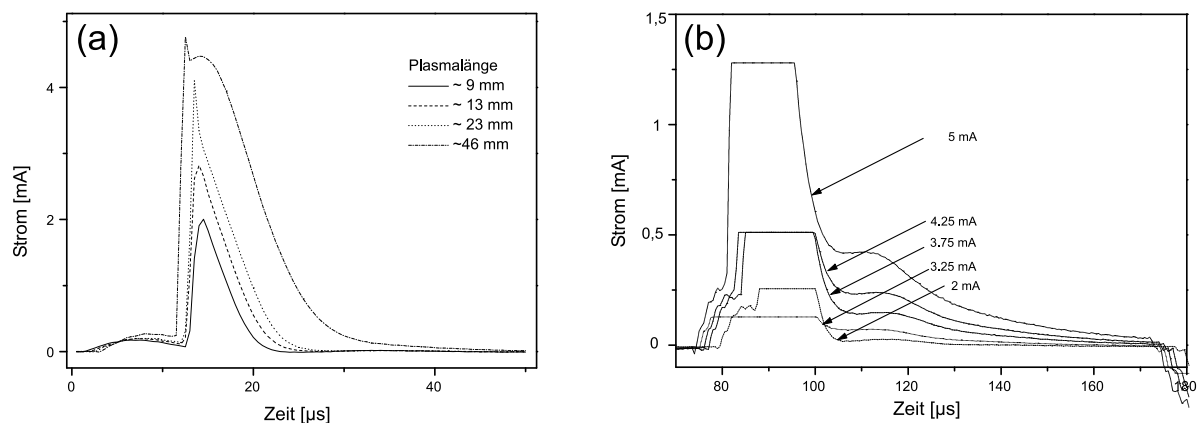 (a)
Plasmalänge
~ 9 mm
~ 13 mm
~ 23 mm
~46 mm
Strom [mA]
4
2
0
0
20
40
Zeit [µs]
(b)
Strom [mA]
1,5
1
0,5
0
5 mA
4.25 mA
3.75 mA
3.25 mA
2 mA
80
100
120
140
160
180
Zeit [µs]